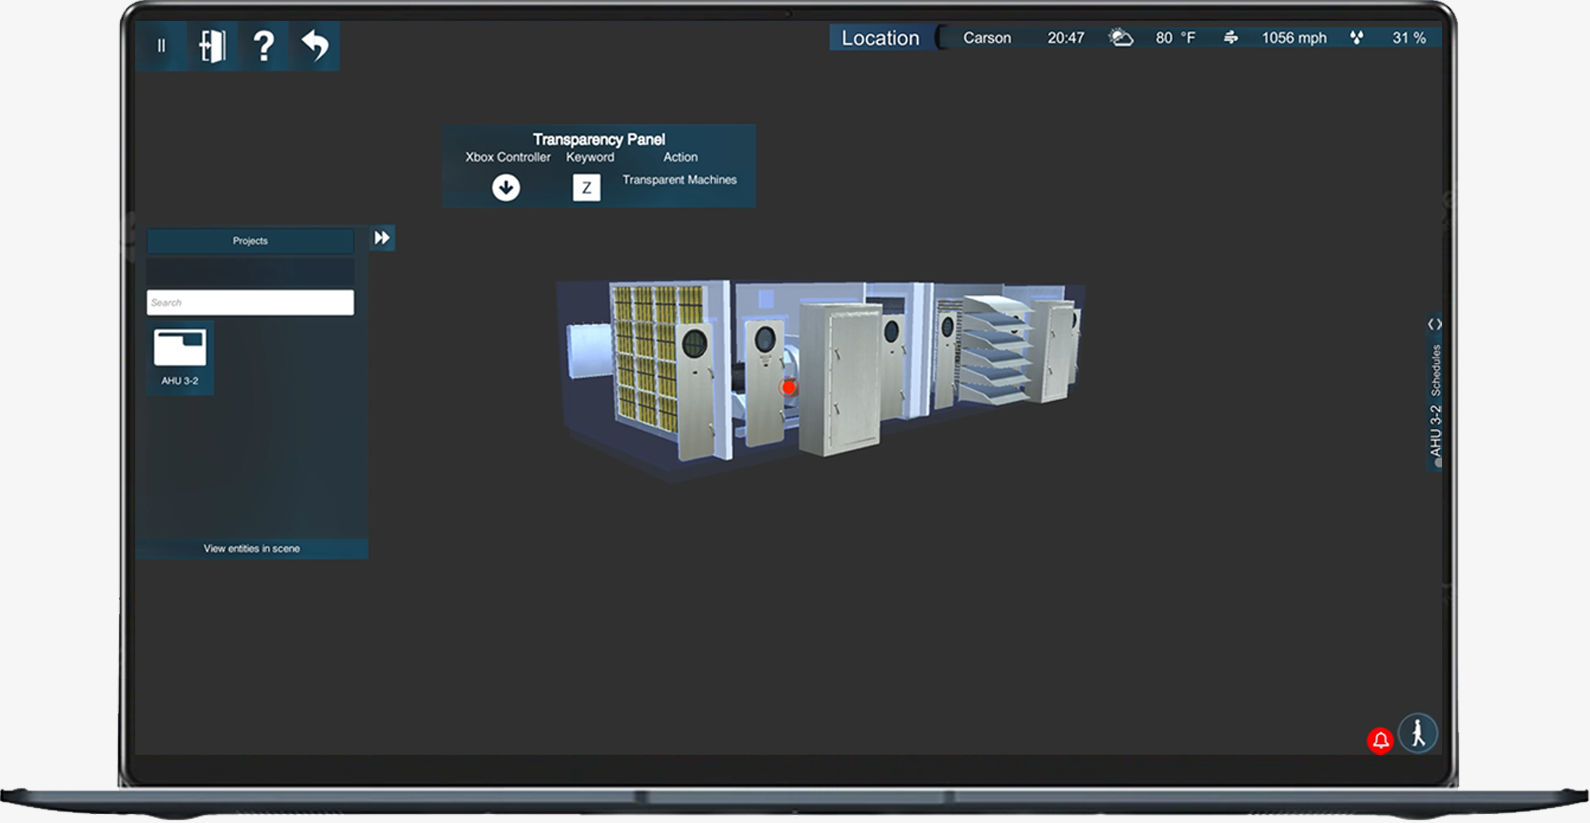 Location Carson 20:47 80 °F 1056 mph 31 %
Transparency Panel
Xbox Controller Keyword Action
Z Transparent Machines
Projects
Search
AHU 3-2
View entities in scene
AHU 3-2 Schedules